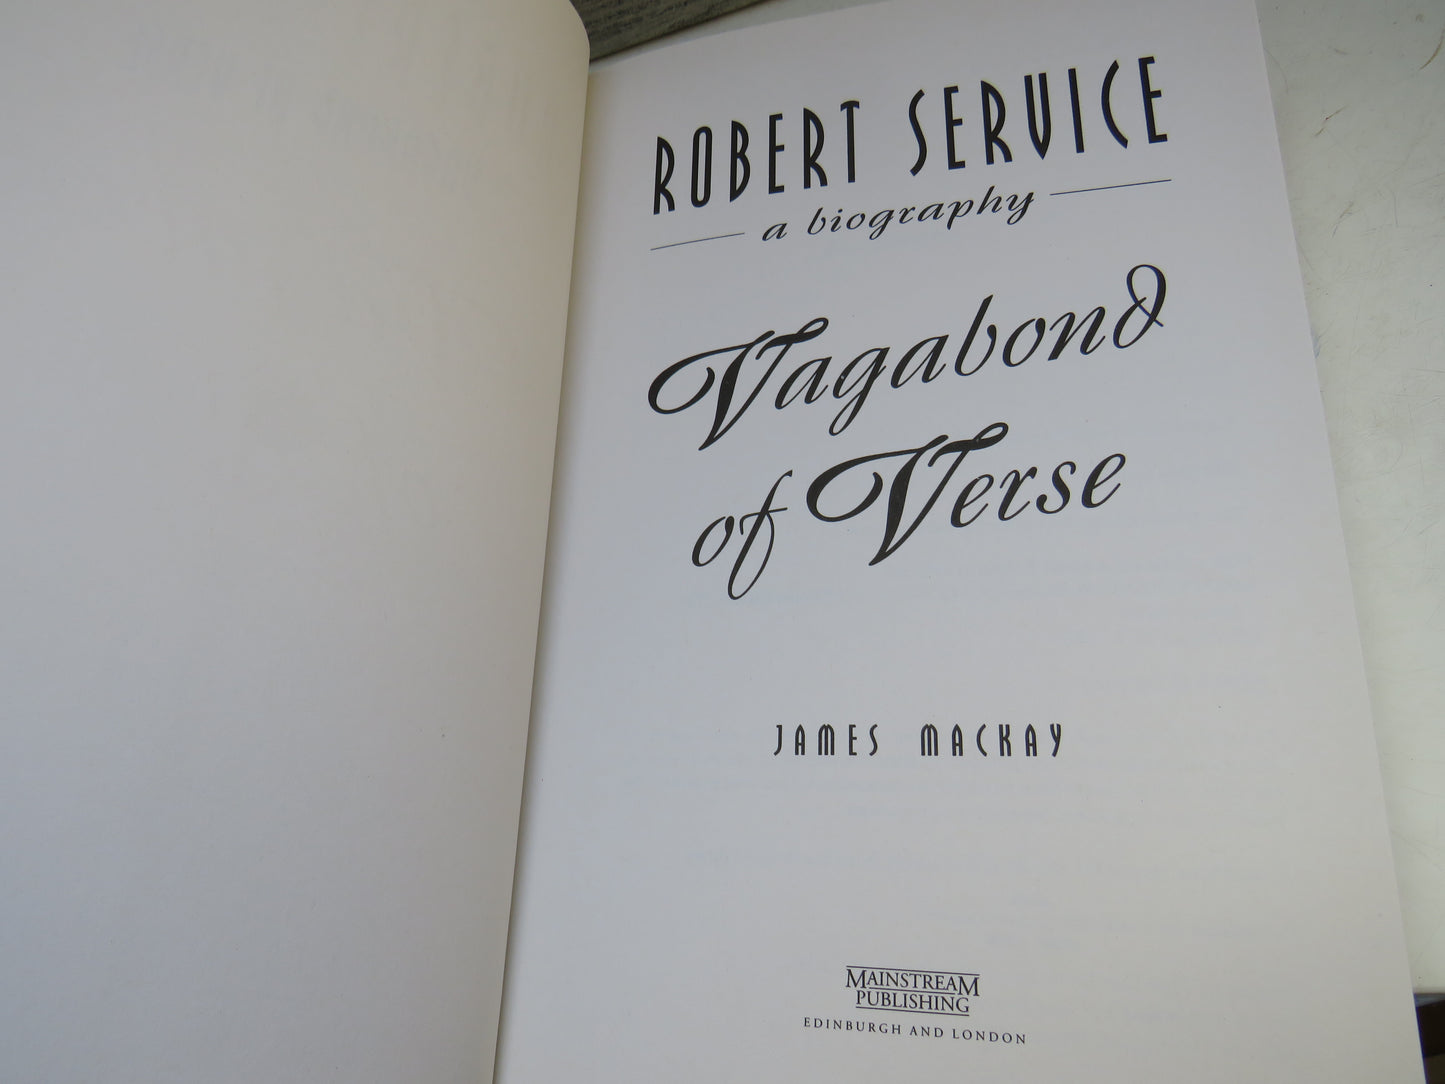 ROBERT SERVICE
a biography
Vagabond
of Verse
JAMES MACKAY
MAINSTREAM
PUBLISHING
EDINBURGH AND LONDON